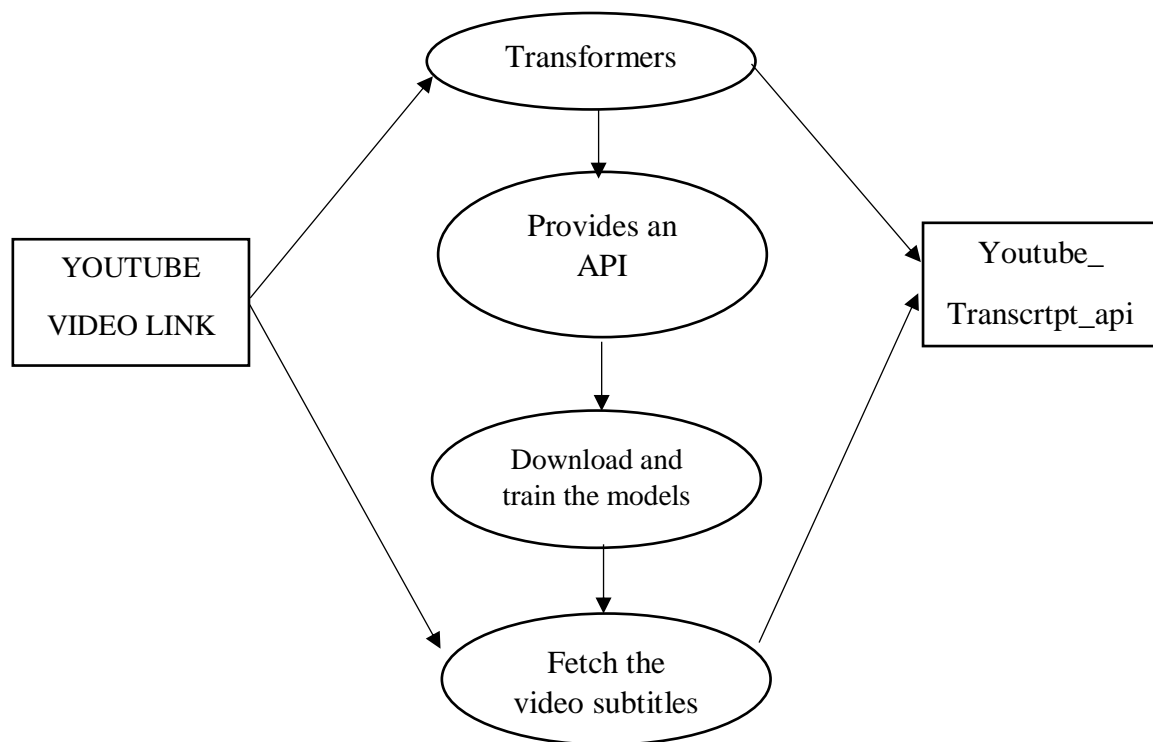 Transformers
Provides an
API
YOUTUBE
VIDEO LINK
Youtube_
Transcrtpt_api
Download and
train the models
Fetch the
video subtitles